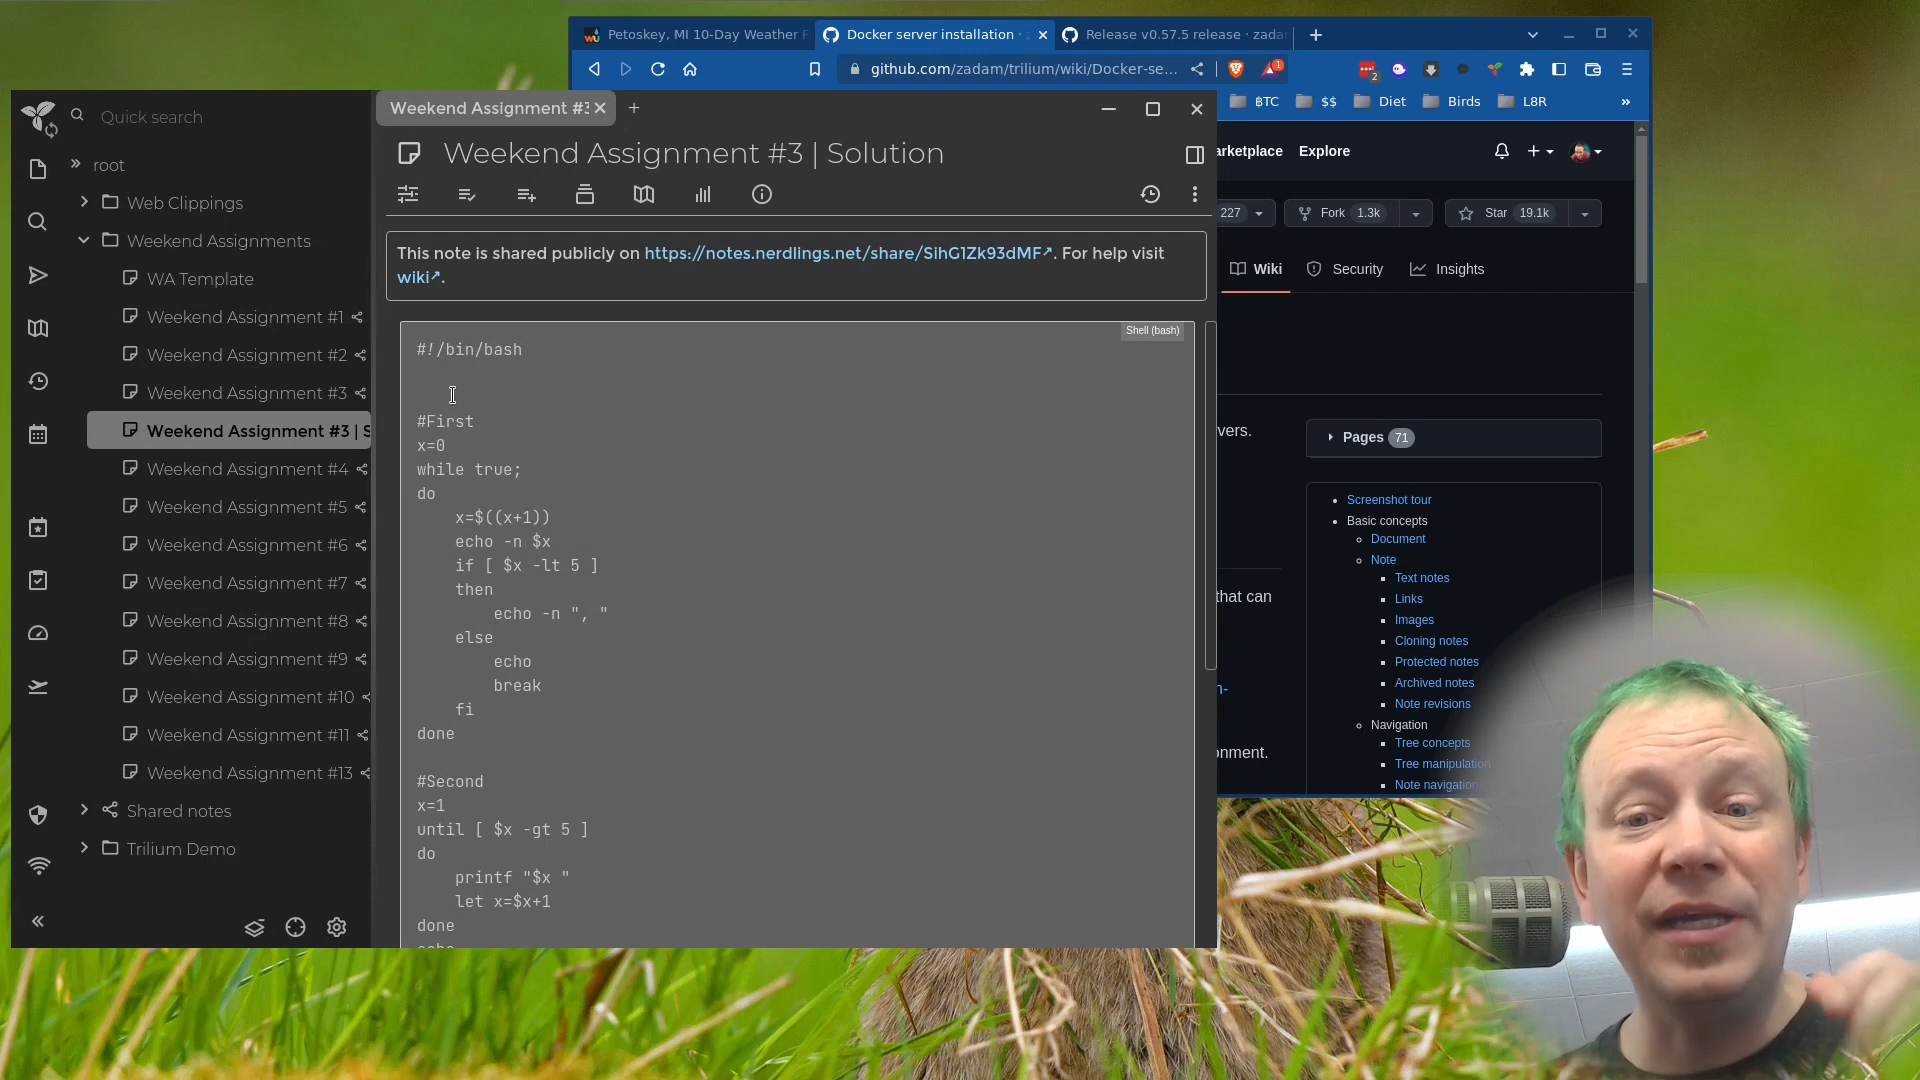 Petoskey, MI 10-Day Weather F
Docker server installation ·
Release v0.57.5 release · zada
github.com/zadam/trilium/wiki/Docker-se...
1
2
BTC
$$
Diet
Birds
L8R
»
Quick search
root
Web Clippings
Weekend Assignments
WA Template
Weekend Assignment #1
Weekend Assignment #2
Weekend Assignment #3
Weekend Assignment #3 | S
Weekend Assignment #4
Weekend Assignment #5
Weekend Assignment #6
Weekend Assignment #7
Weekend Assignment #8
Weekend Assignment #9
Weekend Assignment #10
Weekend Assignment #11
Weekend Assignment #13
Shared notes
Trilium Demo
Weekend Assignment #3
Weekend Assignment #3 | Solution
This note is shared publicly on https://notes.nerdlings.net/share/SihG1Zk93dMF. For help visit
wiki.
Shell (bash)
#!/bin/bash
#First
x=0
while true;
do
x=$((x+1))
echo -n $x
if [ $x -lt 5 ]
then
echo -n ", "
else
echo
break
fi
done
#Second
x=1
until [ $x -gt 5 ]
do
printf "$x "
let x=$x+1
done
echo
arketplace Explore
227
Fork 1.3k
Star 19.1k
Wiki
Security
Insights
vers.
that can
n-
onment.
Pages 71
Screenshot tour
Basic concepts
Document
Note
Text notes
Links
Images
Cloning notes
Protected notes
Archived notes
Note revisions
Navigation
Tree concepts
Tree manipulation
Note navigation